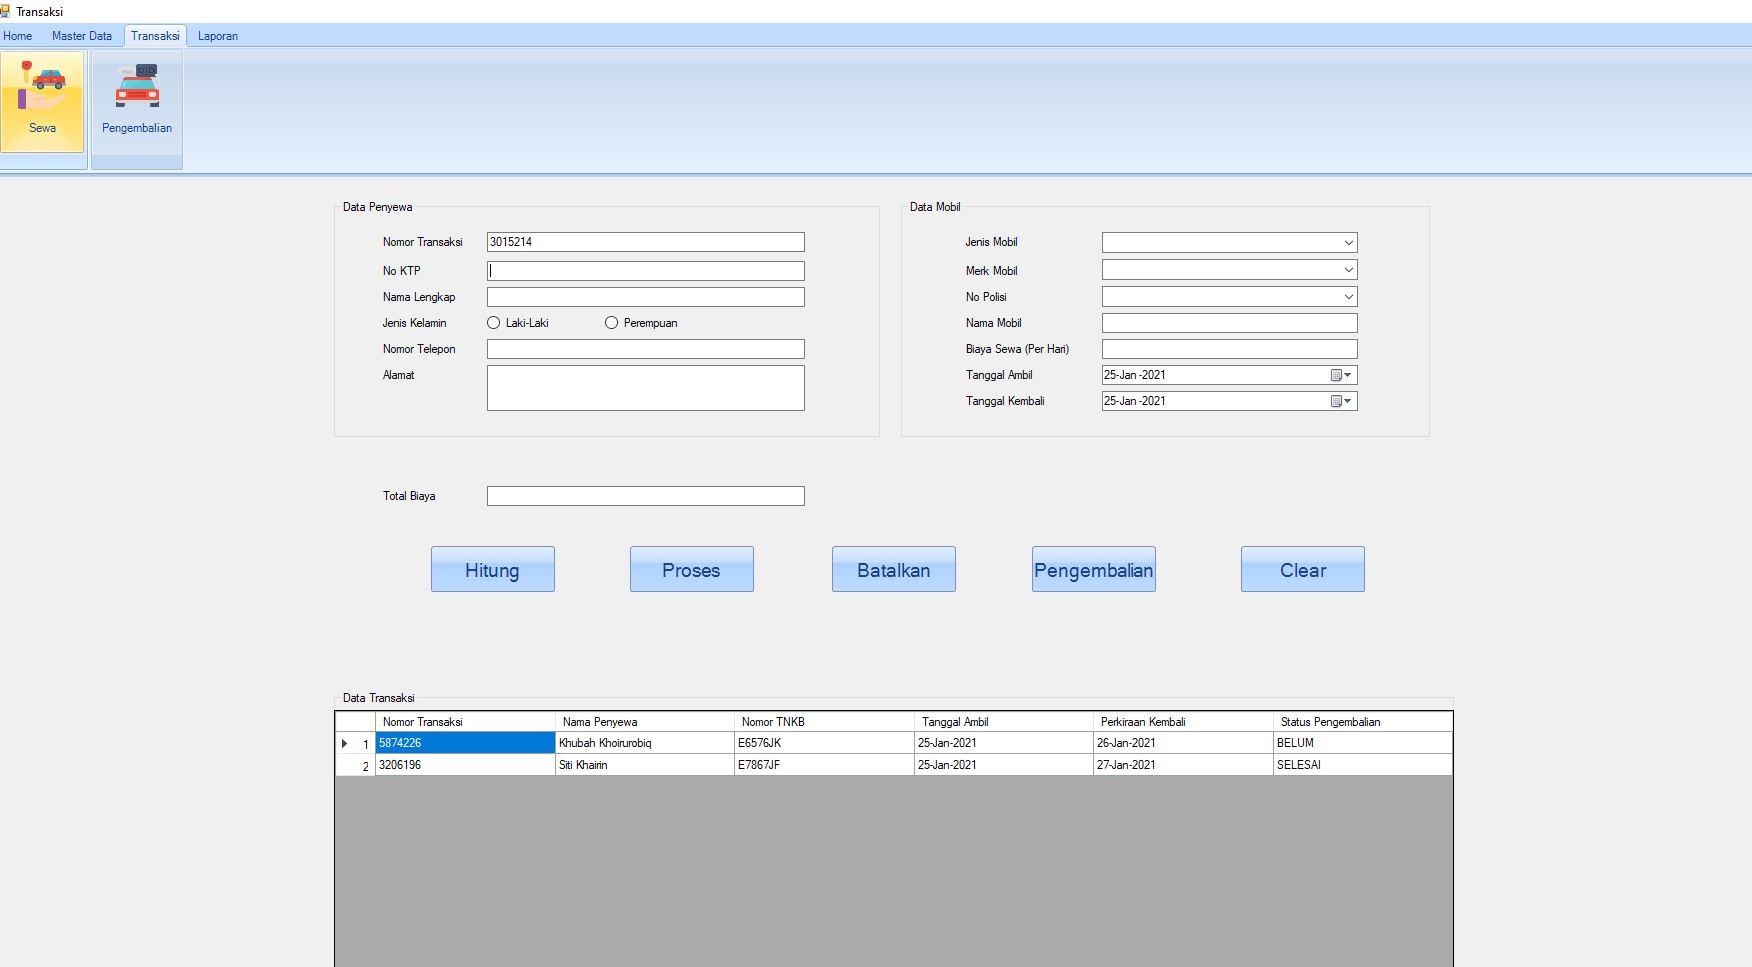 Transaksi
Home Master Data Transaksi Laporan
Sewa Pengembalian
Data Penyewa
Nomor Transaksi 3015214
No KTP
Nama Lengkap
Jenis Kelamin Laki-Laki Perempuan
Nomor Telepon
Alamat
Data Mobil
Jenis Mobil
Merk Mobil
No Polisi
Nama Mobil
Biaya Sewa (Per Hari)
Tanggal Ambil 25-Jan -2021
Tanggal Kembali 25-Jan -2021
Total Biaya
Hitung Proses Batalkan Pengembalian Clear
Data Transaksi
Nomor Transaksi Nama Penyewa Nomor TNKB Tanggal Ambil Perkiraan Kembali Status Pengembalian
1 5874226 Khubah Khoirurobiq E6576JK 25-Jan-2021 26-Jan-2021 BELUM
2 3206196 Siti Khairin E7867JF 25-Jan-2021 27-Jan-2021 SELESAI